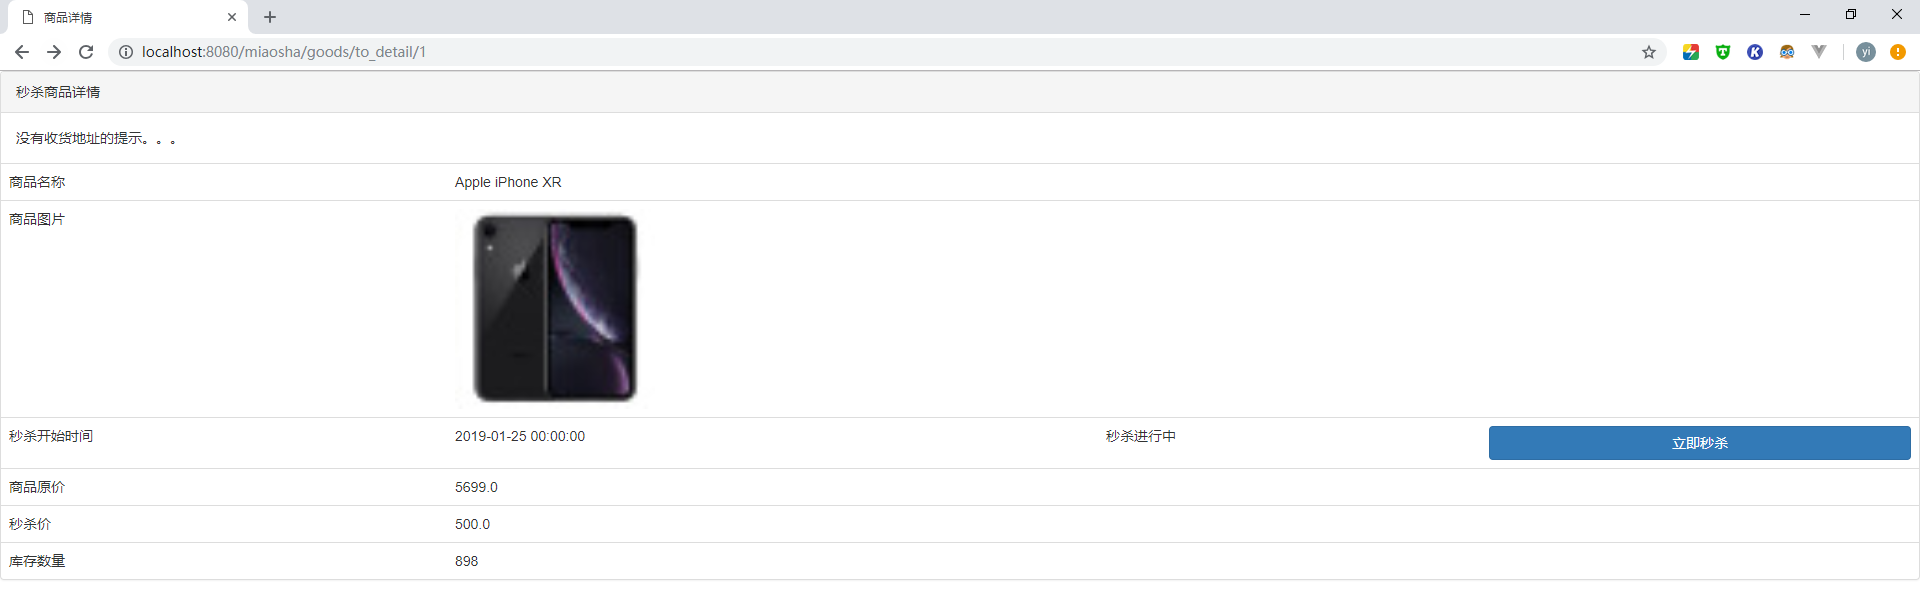 商品详情
localhost:8080/miaosha/goods/to_detail/1
yi
秒杀商品详情
没有收货地址的提示。。。
商品名称 Apple iPhone XR
商品图片
秒杀开始时间 2019-01-25 00:00:00 秒杀进行中 立即秒杀
商品原价 5699.0
秒杀价 500.0
库存数量 898